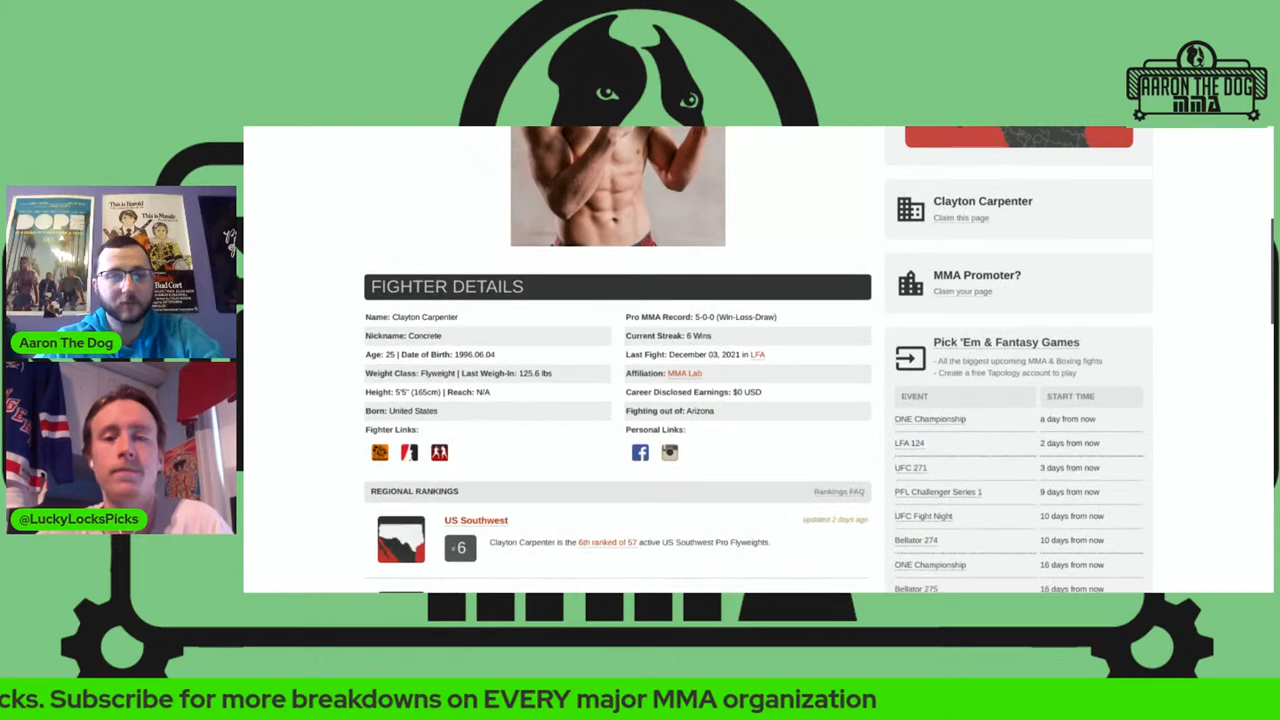 AARON THE DOG
MMA
DOPE
This is Harold
This is Maude
Bud Cort
Aaron The Dog
@LuckyLocksPicks
Clayton Carpenter
Claim this page
MMA Promoter?
Claim your page
FIGHTER DETAILS
Name: Clayton Carpenter
Pro MMA Record: 5-0-0 (Win-Loss-Draw)
Nickname: Concrete
Current Streak: 6 Wins
Age: 25 | Date of Birth: 1996.06.04
Last Fight: December 03, 2021 in LFA
Weight Class: Flyweight | Last Weigh-In: 125.6 lbs
Affiliation: MMA Lab
Height: 5'5" (165cm) | Reach: N/A
Career Disclosed Earnings: $0 USD
Born: United States
Fighting out of: Arizona
Fighter Links:
Personal Links:
REGIONAL RANKINGS
Rankings FAQ
US Southwest
updated 2 days ago
#6
Clayton Carpenter is the 6th ranked of 57 active US Southwest Pro Flyweights.
Pick 'Em & Fantasy Games
- All the biggest upcoming MMA & Boxing fights
- Create a free Tapology account to play
EVENT START TIME
ONE Championship a day from now
LFA 124 2 days from now
UFC 271 3 days from now
PFL Challenger Series 1 9 days from now
UFC Fight Night 10 days from now
Bellator 274 10 days from now
ONE Championship 16 days from now
Bellator 275 16 days from now
cks. Subscribe for more breakdowns on EVERY major MMA organization